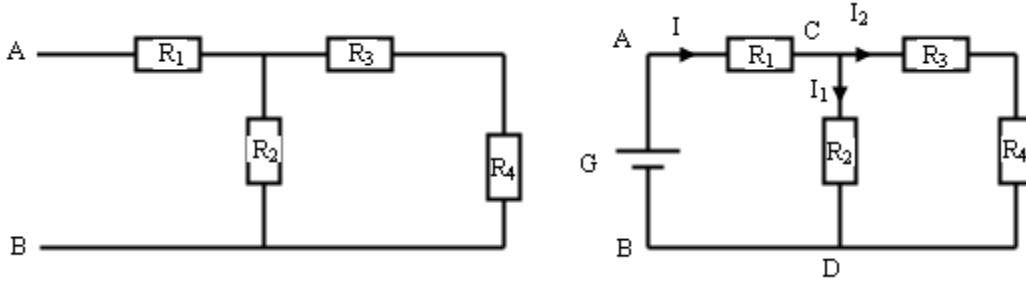 A R₁ R₃
R₂ R₄
B
A I R₁ C I₂ R₃
I₁
G R₂ R₄
B D